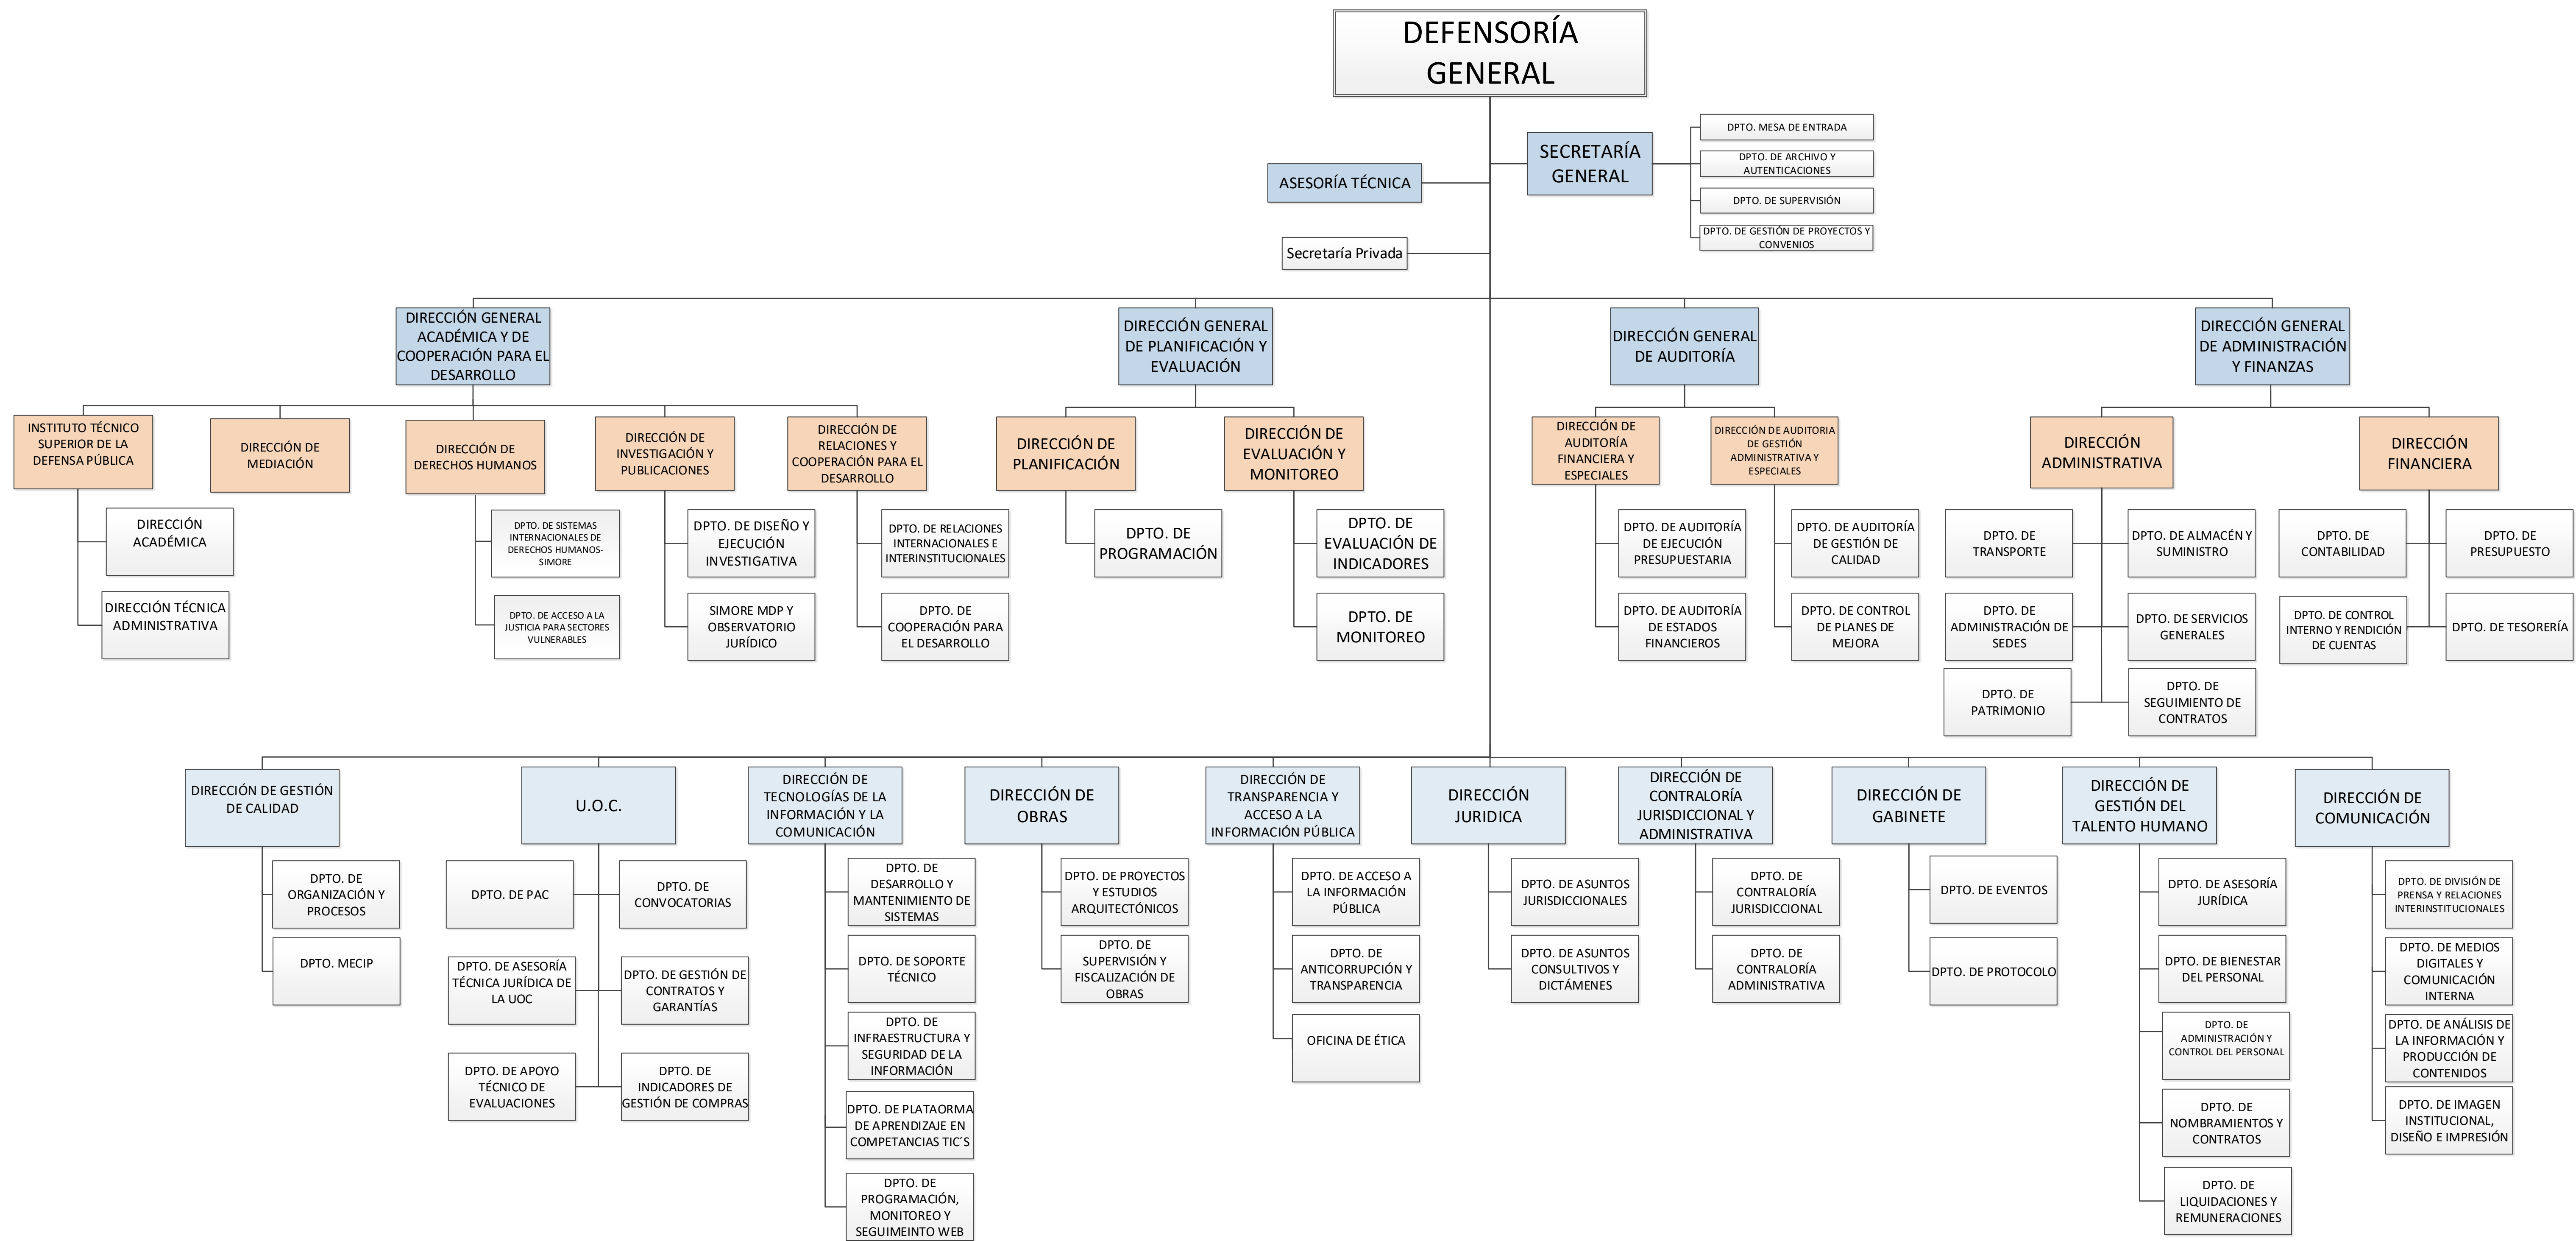 DEFENSORÍA
GENERAL
SECRETARÍA
GENERAL
DPTO. MESA DE ENTRADA
DPTO. DE ARCHIVO Y
AUTENTICACIONES
DPTO. DE SUPERVISIÓN
DPTO. DE GESTIÓN DE PROYECTOS Y
CONVENIOS
ASESORÍA TÉCNICA
Secretaría Privada
DIRECCIÓN GENERAL
ACADÉMICA Y DE
COOPERACIÓN PARA EL
DESARROLLO
DIRECCIÓN GENERAL
DE PLANIFICACIÓN Y
EVALUACIÓN
DIRECCIÓN GENERAL
DE AUDITORÍA
DIRECCIÓN GENERAL
DE ADMINISTRACIÓN
Y FINANZAS
INSTITUTO TÉCNICO
SUPERIOR DE LA
DEFENSA PÚBLICA
DIRECCIÓN DE
MEDIACIÓN
DIRECCIÓN DE
DERECHOS HUMANOS
DIRECCIÓN DE
INVESTIGACIÓN Y
PUBLICACIONES
DIRECCIÓN DE
RELACIONES Y
COOPERACIÓN PARA EL
DESARROLLO
DIRECCIÓN DE
PLANIFICACIÓN
DIRECCIÓN DE
EVALUACIÓN Y
MONITOREO
DIRECCIÓN DE
AUDITORÍA
FINANCIERA Y
ESPECIALES
DIRECCIÓN DE AUDITORIA
DE GESTIÓN
ADMINISTRATIVA Y
ESPECIALES
DIRECCIÓN
ADMINISTRATIVA
DIRECCIÓN
FINANCIERA
DIRECCIÓN
ACADÉMICA
DIRECCIÓN TÉCNICA
ADMINISTRATIVA
DPTO. DE SISTEMAS
INTERNACIONALES DE
DERECHOS HUMANOS-
SIMORE
DPTO. DE ACCESO A LA
JUSTICIA PARA SECTORES
VULNERABLES
DPTO. DE DISEÑO Y
EJECUCIÓN
INVESTIGATIVA
SIMORE MDP Y
OBSERVATORIO
JURÍDICO
DPTO. DE RELACIONES
INTERNACIONALES E
INTERINSTITUCIONALES
DPTO. DE
COOPERACIÓN PARA
EL DESARROLLO
DPTO. DE
PROGRAMACIÓN
DPTO. DE
EVALUACIÓN DE
INDICADORES
DPTO. DE
MONITOREO
DPTO. DE AUDITORÍA
DE EJECUCIÓN
PRESUPUESTARIA
DPTO. DE AUDITORÍA
DE ESTADOS
FINANCIEROS
DPTO. DE AUDITORÍA
DE GESTIÓN DE
CALIDAD
DPTO. DE CONTROL
DE PLANES DE
MEJORA
DPTO. DE
TRANSPORTE
DPTO. DE ALMACÉN Y
SUMINISTRO
DPTO. DE
ADMINISTRACIÓN DE
SEDES
DPTO. DE SERVICIOS
GENERALES
DPTO. DE
PATRIMONIO
DPTO. DE
SEGUIMIENTO DE
CONTRATOS
DPTO. DE
CONTABILIDAD
DPTO. DE
PRESUPUESTO
DPTO. DE CONTROL
INTERNO Y RENDICIÓN
DE CUENTAS
DPTO. DE TESORERÍA
DIRECCIÓN DE GESTIÓN
DE CALIDAD
U.O.C.
DIRECCIÓN DE
TECNOLOGÍAS DE LA
INFORMACIÓN Y LA
COMUNICACIÓN
DIRECCIÓN DE
OBRAS
DIRECCIÓN DE
TRANSPARENCIA Y
ACCESO A LA
INFORMACIÓN PÚBLICA
DIRECCIÓN
JURIDICA
DIRECCIÓN DE
CONTRALORÍA
JURISDICCIONAL Y
ADMINISTRATIVA
DIRECCIÓN DE
GABINETE
DIRECCIÓN DE
GESTIÓN DEL
TALENTO HUMANO
DIRECCIÓN DE
COMUNICACIÓN
DPTO. DE
ORGANIZACIÓN Y
PROCESOS
DPTO. MECIP
DPTO. DE PAC
DPTO. DE
CONVOCATORIAS
DPTO. DE ASESORÍA
TÉCNICA JURÍDICA DE
LA UOC
DPTO. DE GESTIÓN DE
CONTRATOS Y
GARANTÍAS
DPTO. DE APOYO
TÉCNICO DE
EVALUACIONES
DPTO. DE
INDICADORES DE
GESTIÓN DE COMPRAS
DPTO. DE
DESARROLLO Y
MANTENIMIENTO DE
SISTEMAS
DPTO. DE SOPORTE
TÉCNICO
DPTO. DE
INFRAESTRUCTURA Y
SEGURIDAD DE LA
INFORMACIÓN
DPTO. DE PLATAORMA
DE APRENDIZAJE EN
COMPETANCIAS TIC´S
DPTO. DE
PROGRAMACIÓN,
MONITOREO Y
SEGUIMEINTO WEB
DPTO. DE PROYECTOS
Y ESTUDIOS
ARQUITECTÓNICOS
DPTO. DE
SUPERVISIÓN Y
FISCALIZACIÓN DE
OBRAS
DPTO. DE ACCESO A
LA INFORMACIÓN
PÚBLICA
DPTO. DE
ANTICORRUPCIÓN Y
TRANSPARENCIA
OFICINA DE ÉTICA
DPTO. DE ASUNTOS
JURISDICCIONALES
DPTO. DE ASUNTOS
CONSULTIVOS Y
DICTÁMENES
DPTO. DE
CONTRALORÍA
JURISDICCIONAL
DPTO. DE
CONTRALORÍA
ADMINISTRATIVA
DPTO. DE EVENTOS
DPTO. DE PROTOCOLO
DPTO. DE ASESORÍA
JURÍDICA
DPTO. DE BIENESTAR
DEL PERSONAL
DPTO. DE
ADMINISTRACIÓN Y
CONTROL DEL PERSONAL
DPTO. DE
NOMBRAMIENTOS Y
CONTRATOS
DPTO. DE
LIQUIDACIONES Y
REMUNERACIONES
DPTO. DE DIVISIÓN DE
PRENSA Y RELACIONES
INTERINSTITUCIONALES
DPTO. DE MEDIOS
DIGITALES Y
COMUNICACIÓN
INTERNA
DPTO. DE ANÁLISIS DE
LA INFORMACIÓN Y
PRODUCCIÓN DE
CONTENIDOS
DPTO. DE IMAGEN
INSTITUCIONAL,
DISEÑO E IMPRESIÓN